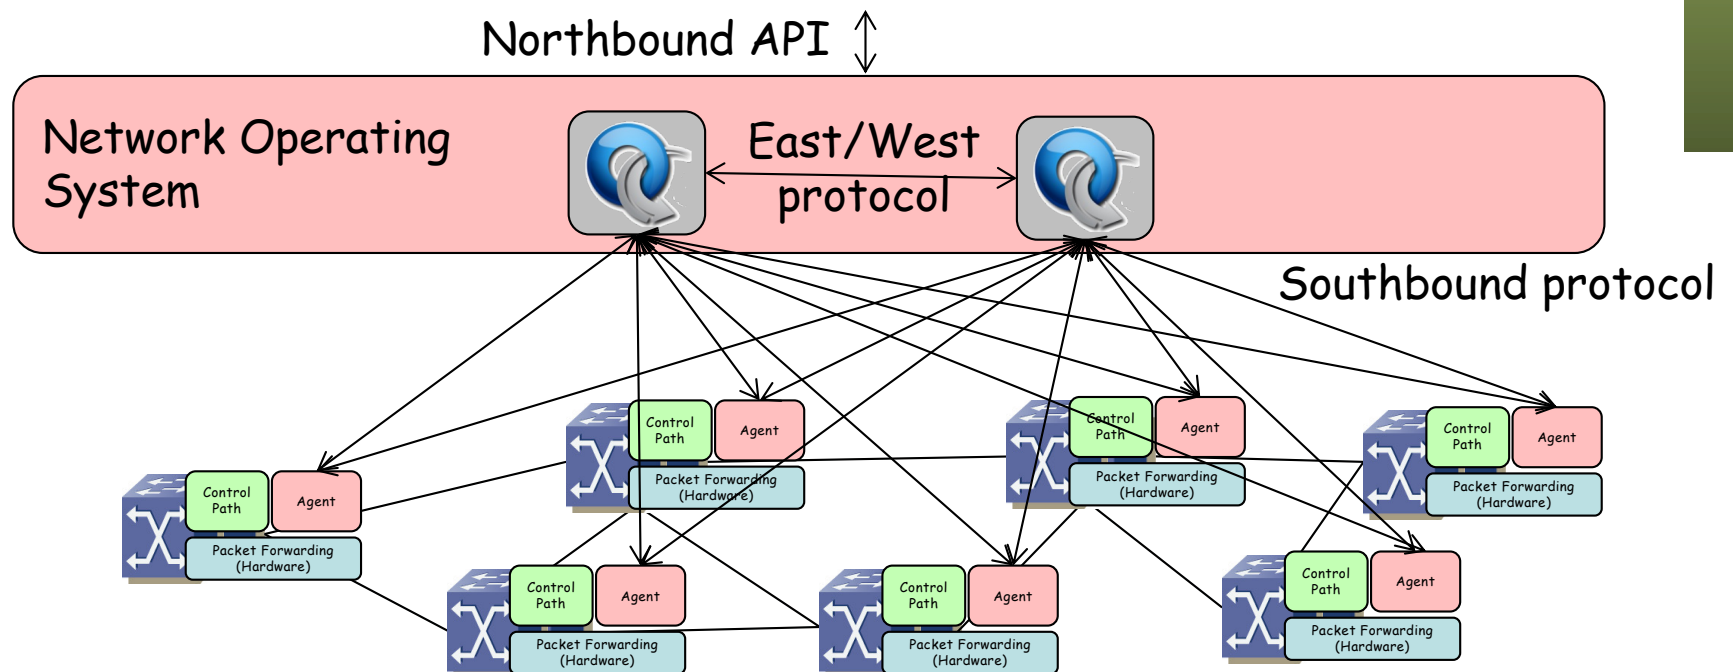 Northbound API
Network Operating
System
East/West
protocol
Southbound protocol
Control
Path
Agent
Packet Forwarding
(Hardware)
Control
Path
Agent
Packet Forwarding
(Hardware)
Control
Path
Agent
Packet Forwarding
(Hardware)
Control
Path
Agent
Packet Forwarding
(Hardware)
Control
Path
Agent
Packet Forwarding
(Hardware)
Control
Path
Agent
Packet Forwarding
(Hardware)
Control
Path
Agent
Packet Forwarding
(Hardware)